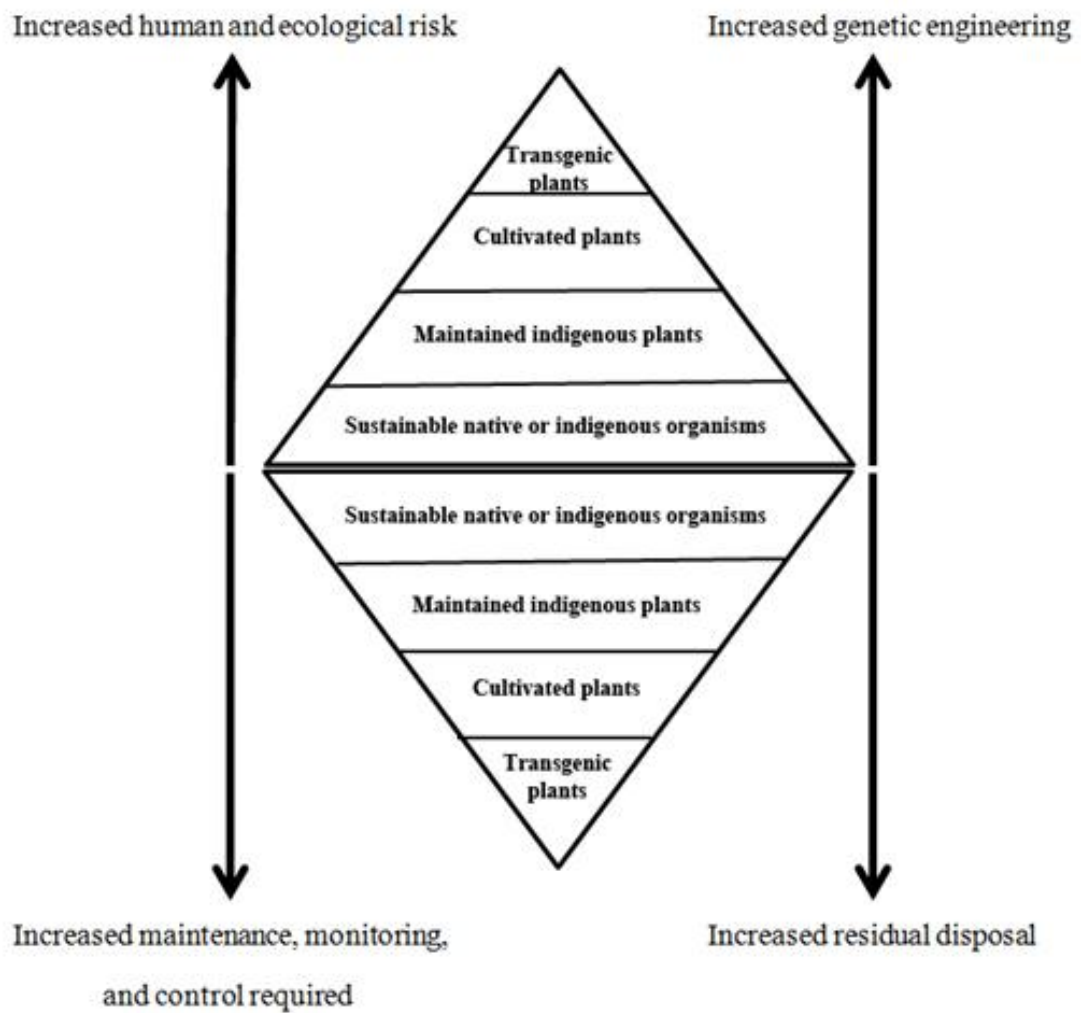 Increased human and ecological risk
Increased genetic engineering
Transgenic
plants
Cultivated plants
Maintained indigenous plants
Sustainable native or indigenous organisms
Sustainable native or indigenous organisms
Maintained indigenous plants
Cultivated plants
Transgenic
plants
Increased maintenance, monitoring,
and control required
Increased residual disposal